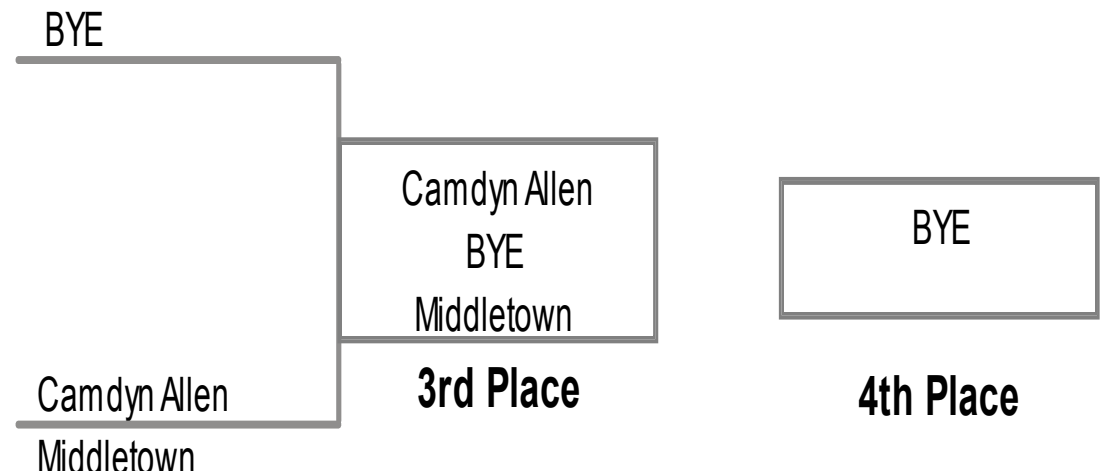 BYE
Camdyn Allen
BYE
Middletown
3rd Place
BYE
4th Place
Camdyn Allen
Middletown